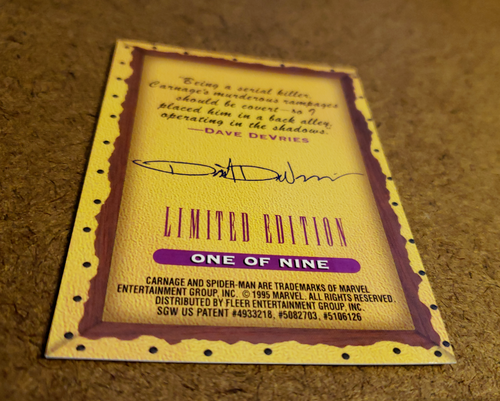 "Being a serial killer,
Carnage's murderous rampages
should be covert—so I
placed him in a back alley,
operating in the shadows."
—DAVE DEVRIES
LIMITED EDITION
ONE OF NINE
CARNAGE AND SPIDER-MAN ARE TRADEMARKS OF MARVEL
ENTERTAINMENT GROUP, INC. © 1995 MARVEL. ALL RIGHTS RESERVED.
DISTRIBUTED BY FLEER ENTERTAINMENT GROUP, INC.
SGW US PATENT #4933218, #5082703, #5106126